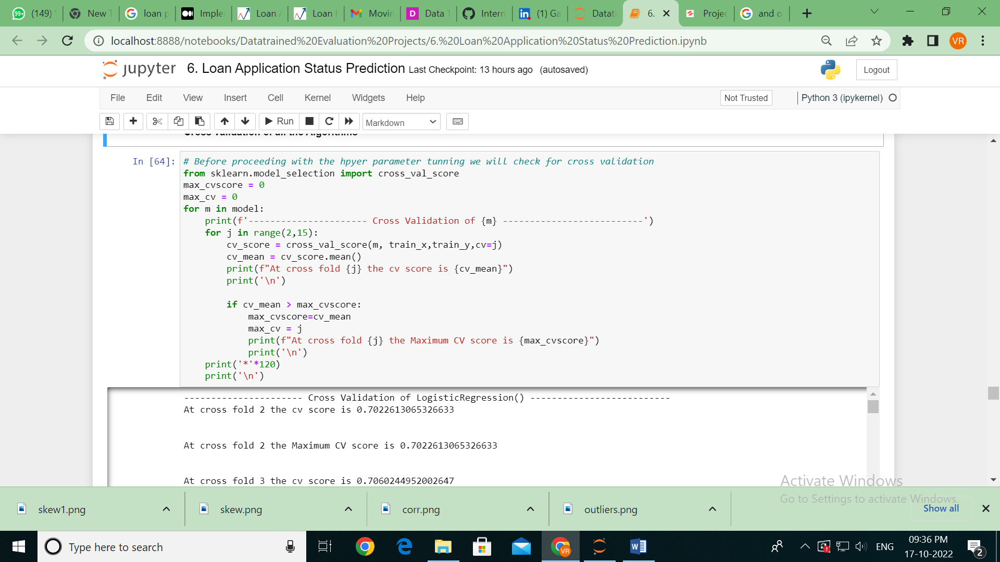 99+ (149)
New T
loan p
Imple
Loan A
Loan
Movin
D Data T
Intern
in (1) Ga
Datat
6.
Projec
and o
localhost:8888/notebooks/Datatrained%20Evaluation%20Projects/6.%20Loan%20Application%20Status%20Prediction.ipynb
VR
jupyter 6. Loan Application Status Prediction Last Checkpoint: 13 hours ago (autosaved)
Logout
File Edit View Insert Cell Kernel Widgets Help
Not Trusted
Python 3 (ipykernel)
Run
Markdown
Cross validation of all the Algorithms
In [64]: # Before proceeding with the hpyer parameter tunning we will check for cross validation
from sklearn.model_selection import cross_val_score
max_cvscore = 0
max_cv = 0
for m in model:
print(f'---------------------- Cross Validation of {m} --------------------------')
for j in range(2,15):
cv_score = cross_val_score(m, train_x,train_y,cv=j)
cv_mean = cv_score.mean()
print(f"At cross fold {j} the cv score is {cv_mean}")
print('\n')
if cv_mean > max_cvscore:
max_cvscore=cv_mean
max_cv = j
print(f"At cross fold {j} the Maximum CV score is {max_cvscore}")
print('\n')
print('*'*120)
print('\n')
---------------------- Cross Validation of LogisticRegression() --------------------------
At cross fold 2 the cv score is 0.7022613065326633
At cross fold 2 the Maximum CV score is 0.7022613065326633
At cross fold 3 the cv score is 0.7060244952002647
Activate Windows
Go to Settings to activate Windows.
skew1.png
skew.png
corr.png
outliers.png
Show all
Type here to search
VR
W
ENG
09:36 PM
17-10-2022
2